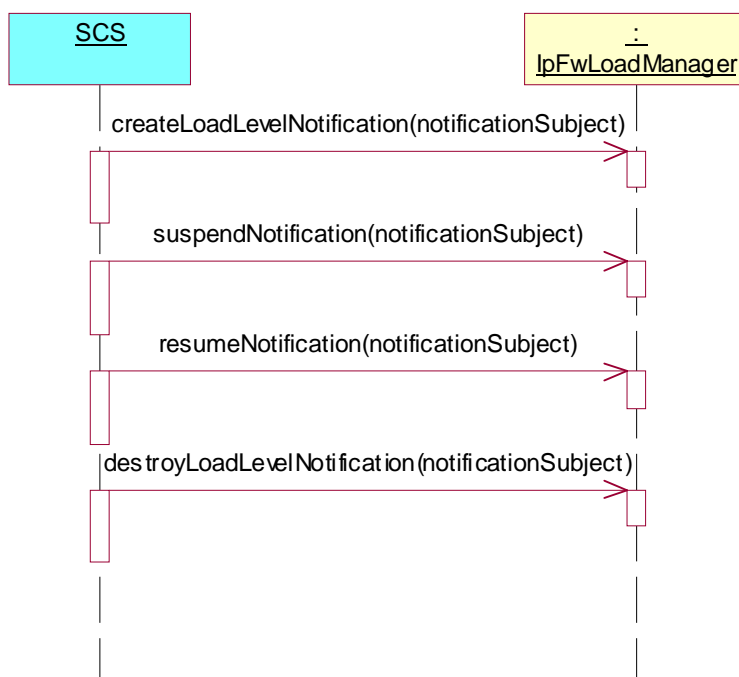 SCS
:
IpFwLoadManager
createLoadLevelNotification(notificationSubject)
suspendNotification(notificationSubject)
resumeNotification(notificationSubject)
destroyLoadLevelNotification(notificationSubject)